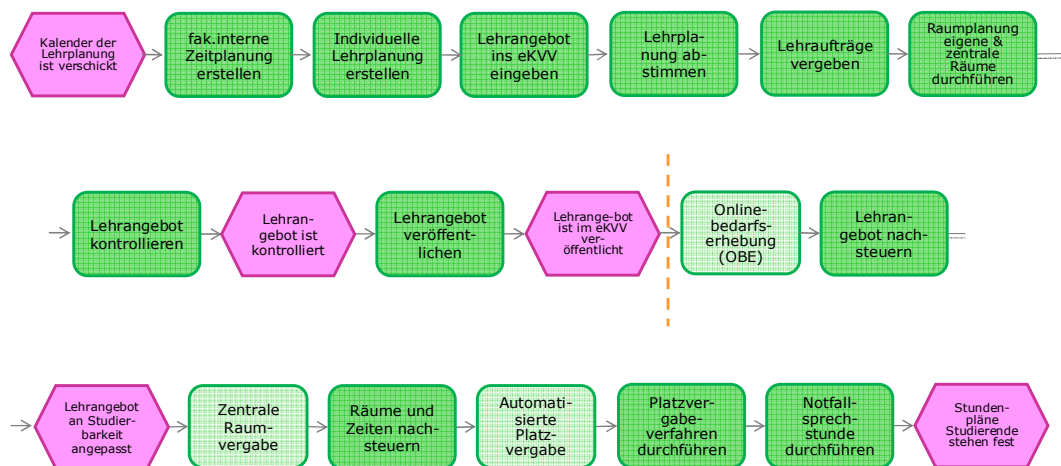 Kalender der
Lehrplanung
ist verschickt
fak.interne
Zeitplanung
erstellen
Individuelle
Lehrplanung
erstellen
Lehrangebot
ins eKVV
eingeben
Lehrpla-
nung ab-
stimmen
Lehraufträge
vergeben
Raumplanung
eigene &
zentrale
Räume
durchführen
Lehrangebot
kontrollieren
Lehran-
gebot ist
kontrolliert
Lehrangebot
veröffent-
lichen
Lehrange-bot
ist im eKVV
ver-
öffentlicht
Online-
bedarfs-
erhebung
(OBE)
Lehran-
gebot nach-
steuern
Lehrangebot
an Studier-
barkeit
angepasst
Zentrale
Raum-
vergabe
Räume und
Zeiten nach-
steuern
Automati-
sierte
Platz-
vergabe
Platzver-
gabe-
verfahren
durchführen
Notfall-
sprech-
stunde
durchführen
Stunden-
pläne
Studierende
stehen fest